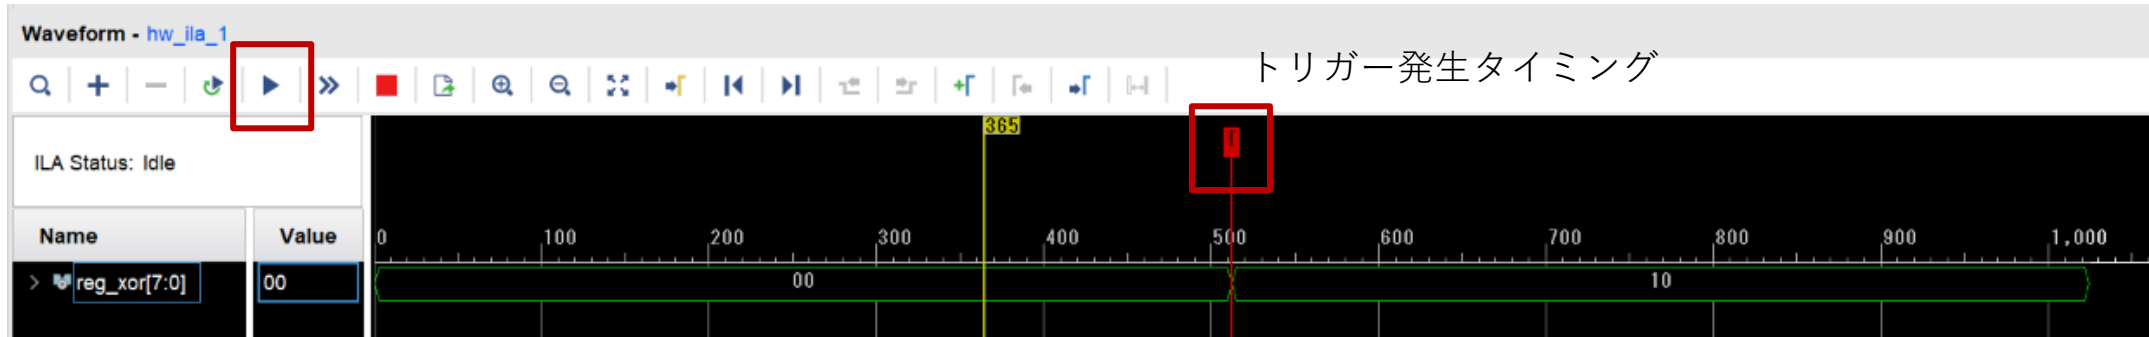 Waveform - hw_ila_1
トリガー発生タイミング
ILA Status: Idle
365
T
Name Value
0 100 200 300 400 500 600 700 800 900 1,000
reg_xor[7:0] 00 00 10